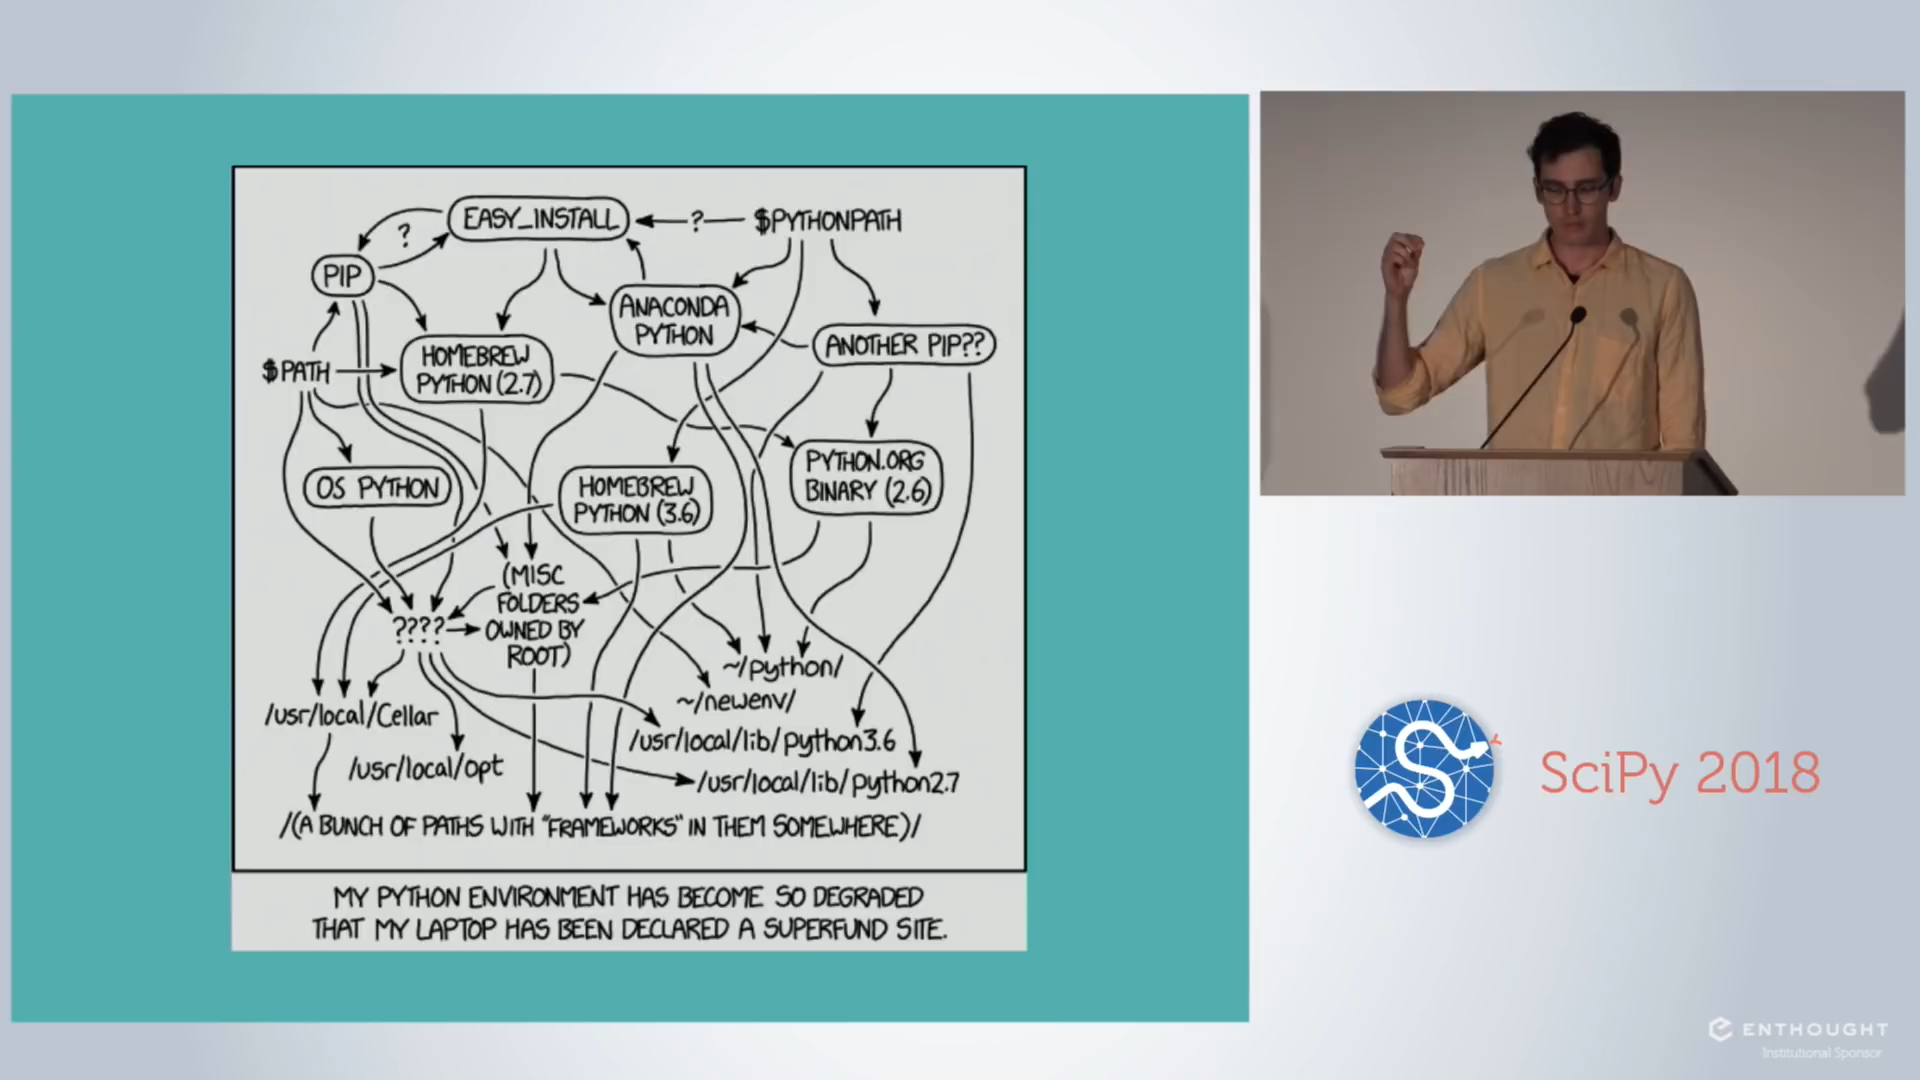 EASY_INSTALL
?
$PYTHONPATH
?
PIP
ANACONDA
PYTHON
ANOTHER PIP??
HOMEBREW
PYTHON (2.7)
$PATH
OS PYTHON
HOMEBREW
PYTHON (3.6)
PYTHON.ORG
BINARY (2.6)
(MISC
FOLDERS
OWNED BY
ROOT)
????
~/python/
~/newenv/
/usr/local/Cellar
/usr/local/lib/python3.6
/usr/local/opt
/usr/local/lib/python2.7
/(A BUNCH OF PATHS WITH "FRAMEWORKS" IN THEM SOMEWHERE)/
MY PYTHON ENVIRONMENT HAS BECOME SO DEGRADED
THAT MY LAPTOP HAS BEEN DECLARED A SUPERFUND SITE.
SciPy 2018
ENTHOUGHT
Institutional Sponsor